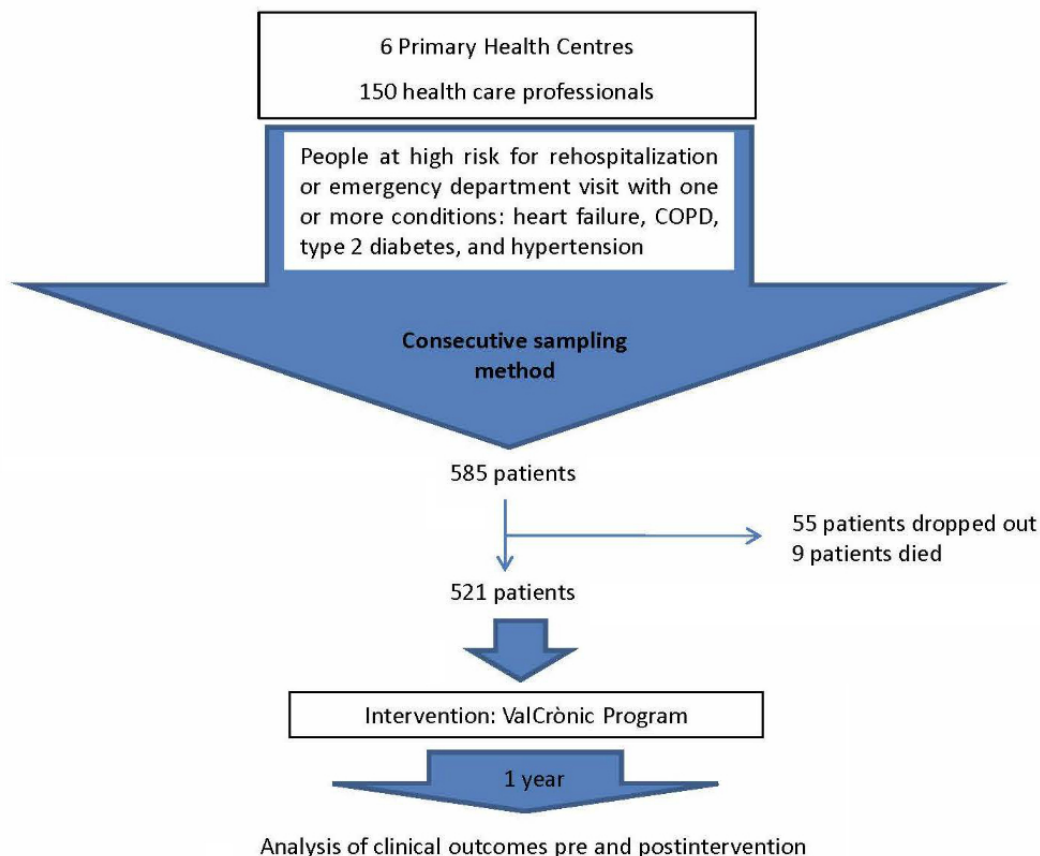 6 Primary Health Centres
150 health care professionals
People at high risk for rehospitalization
or emergency department visit with one
or more conditions: heart failure, COPD,
type 2 diabetes, and hypertension
Consecutive sampling
method
585 patients
55 patients dropped out
9 patients died
521 patients
Intervention: ValCrònic Program
1 year
Analysis of clinical outcomes pre and postintervention